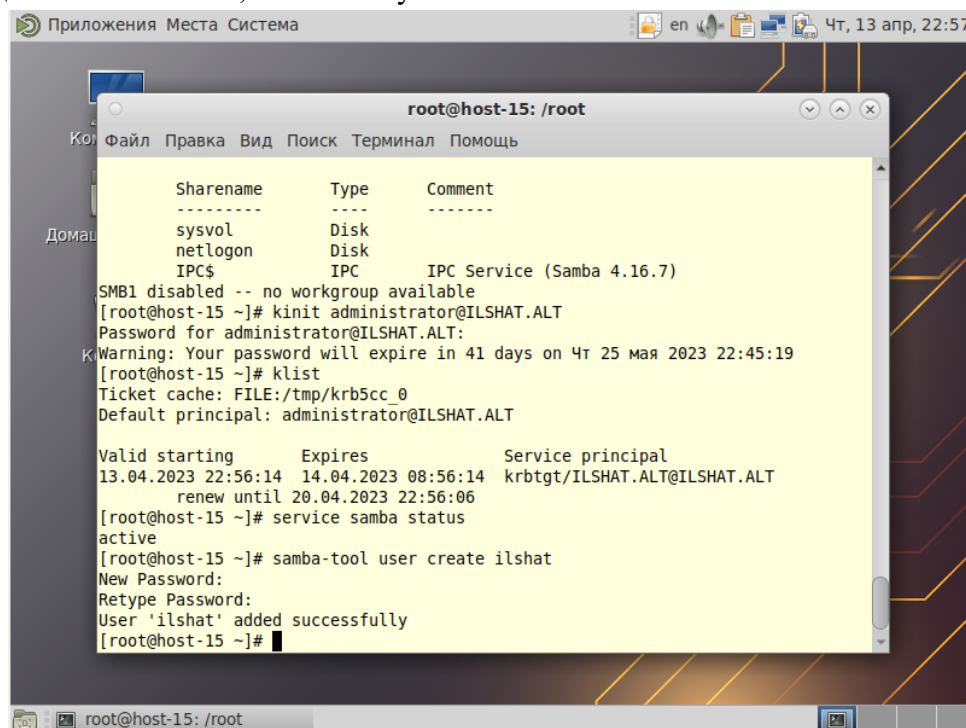 Приложения Места Система en Чт, 13 апр, 22:57
root@host-15: /root
Файл Правка Вид Поиск Терминал Помощь
Sharename Type Comment
--------- ---- -------
sysvol Disk
netlogon Disk
IPC$ IPC IPC Service (Samba 4.16.7)
SMB1 disabled -- no workgroup available
[root@host-15 ~]# kinit administrator@ILSHAT.ALT
Password for administrator@ILSHAT.ALT:
Warning: Your password will expire in 41 days on Чт 25 мая 2023 22:45:19
[root@host-15 ~]# klist
Ticket cache: FILE:/tmp/krb5cc_0
Default principal: administrator@ILSHAT.ALT
Valid starting Expires Service principal
13.04.2023 22:56:14 14.04.2023 08:56:14 krbtgt/ILSHAT.ALT@ILSHAT.ALT
renew until 20.04.2023 22:56:06
[root@host-15 ~]# service samba status
active
[root@host-15 ~]# samba-tool user create ilshat
New Password:
Retype Password:
User 'ilshat' added successfully
[root@host-15 ~]#
root@host-15: /root